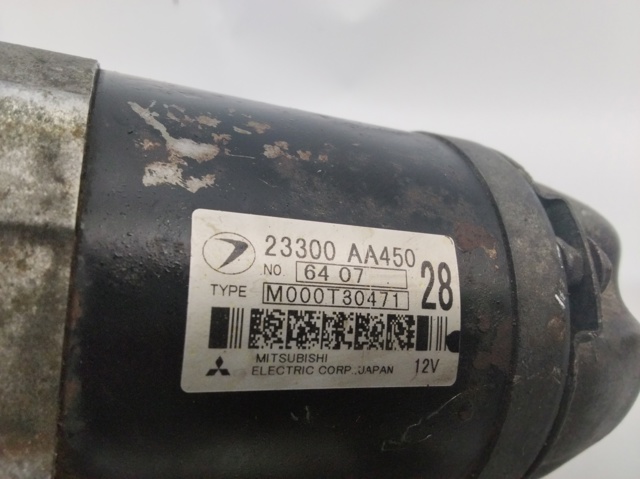 23300 AA450
NO 64 07
TYPE M000T30471 28
MITSUBISHI
ELECTRIC CORP. JAPAN 12V